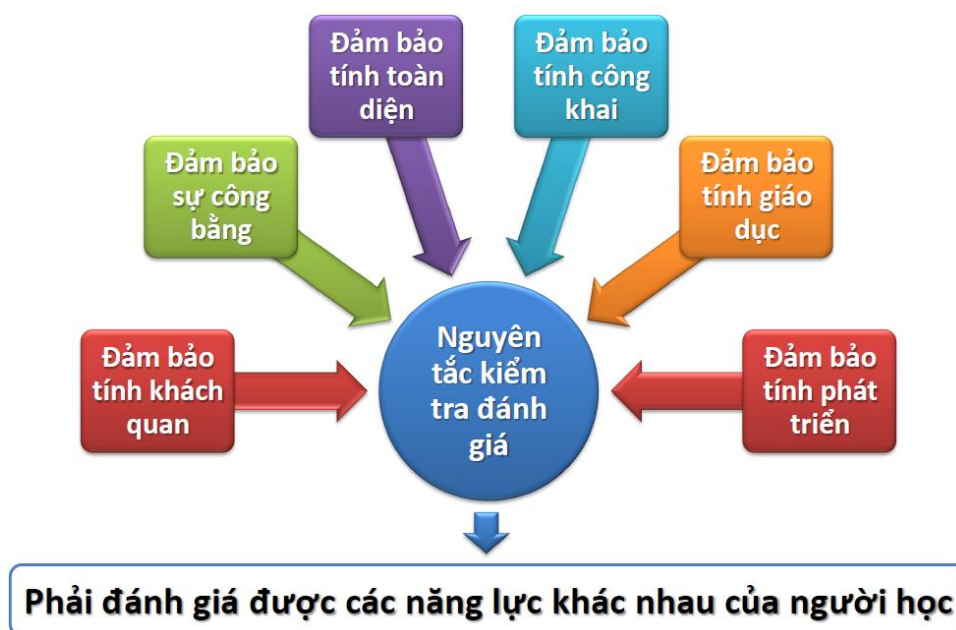 Đảm bảo
tính toàn
diện
Đảm bảo
tính công
khai
Đảm bảo
sự công
bằng
Đảm bảo
tính giáo
dục
Đảm bảo
tính khách
quan
Nguyên
tắc kiểm
tra đánh
giá
Đảm bảo
tính phát
triển
Phải đánh giá được các năng lực khác nhau của người học